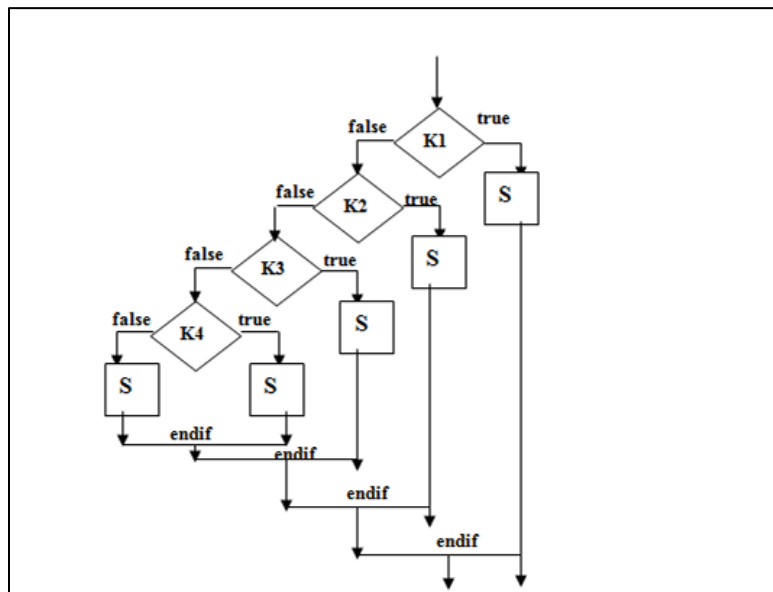 true
false
K1
false
K2
true
S
false
K3
true
S
false
K4
true
S
S
S
endif
endif
endif
endif